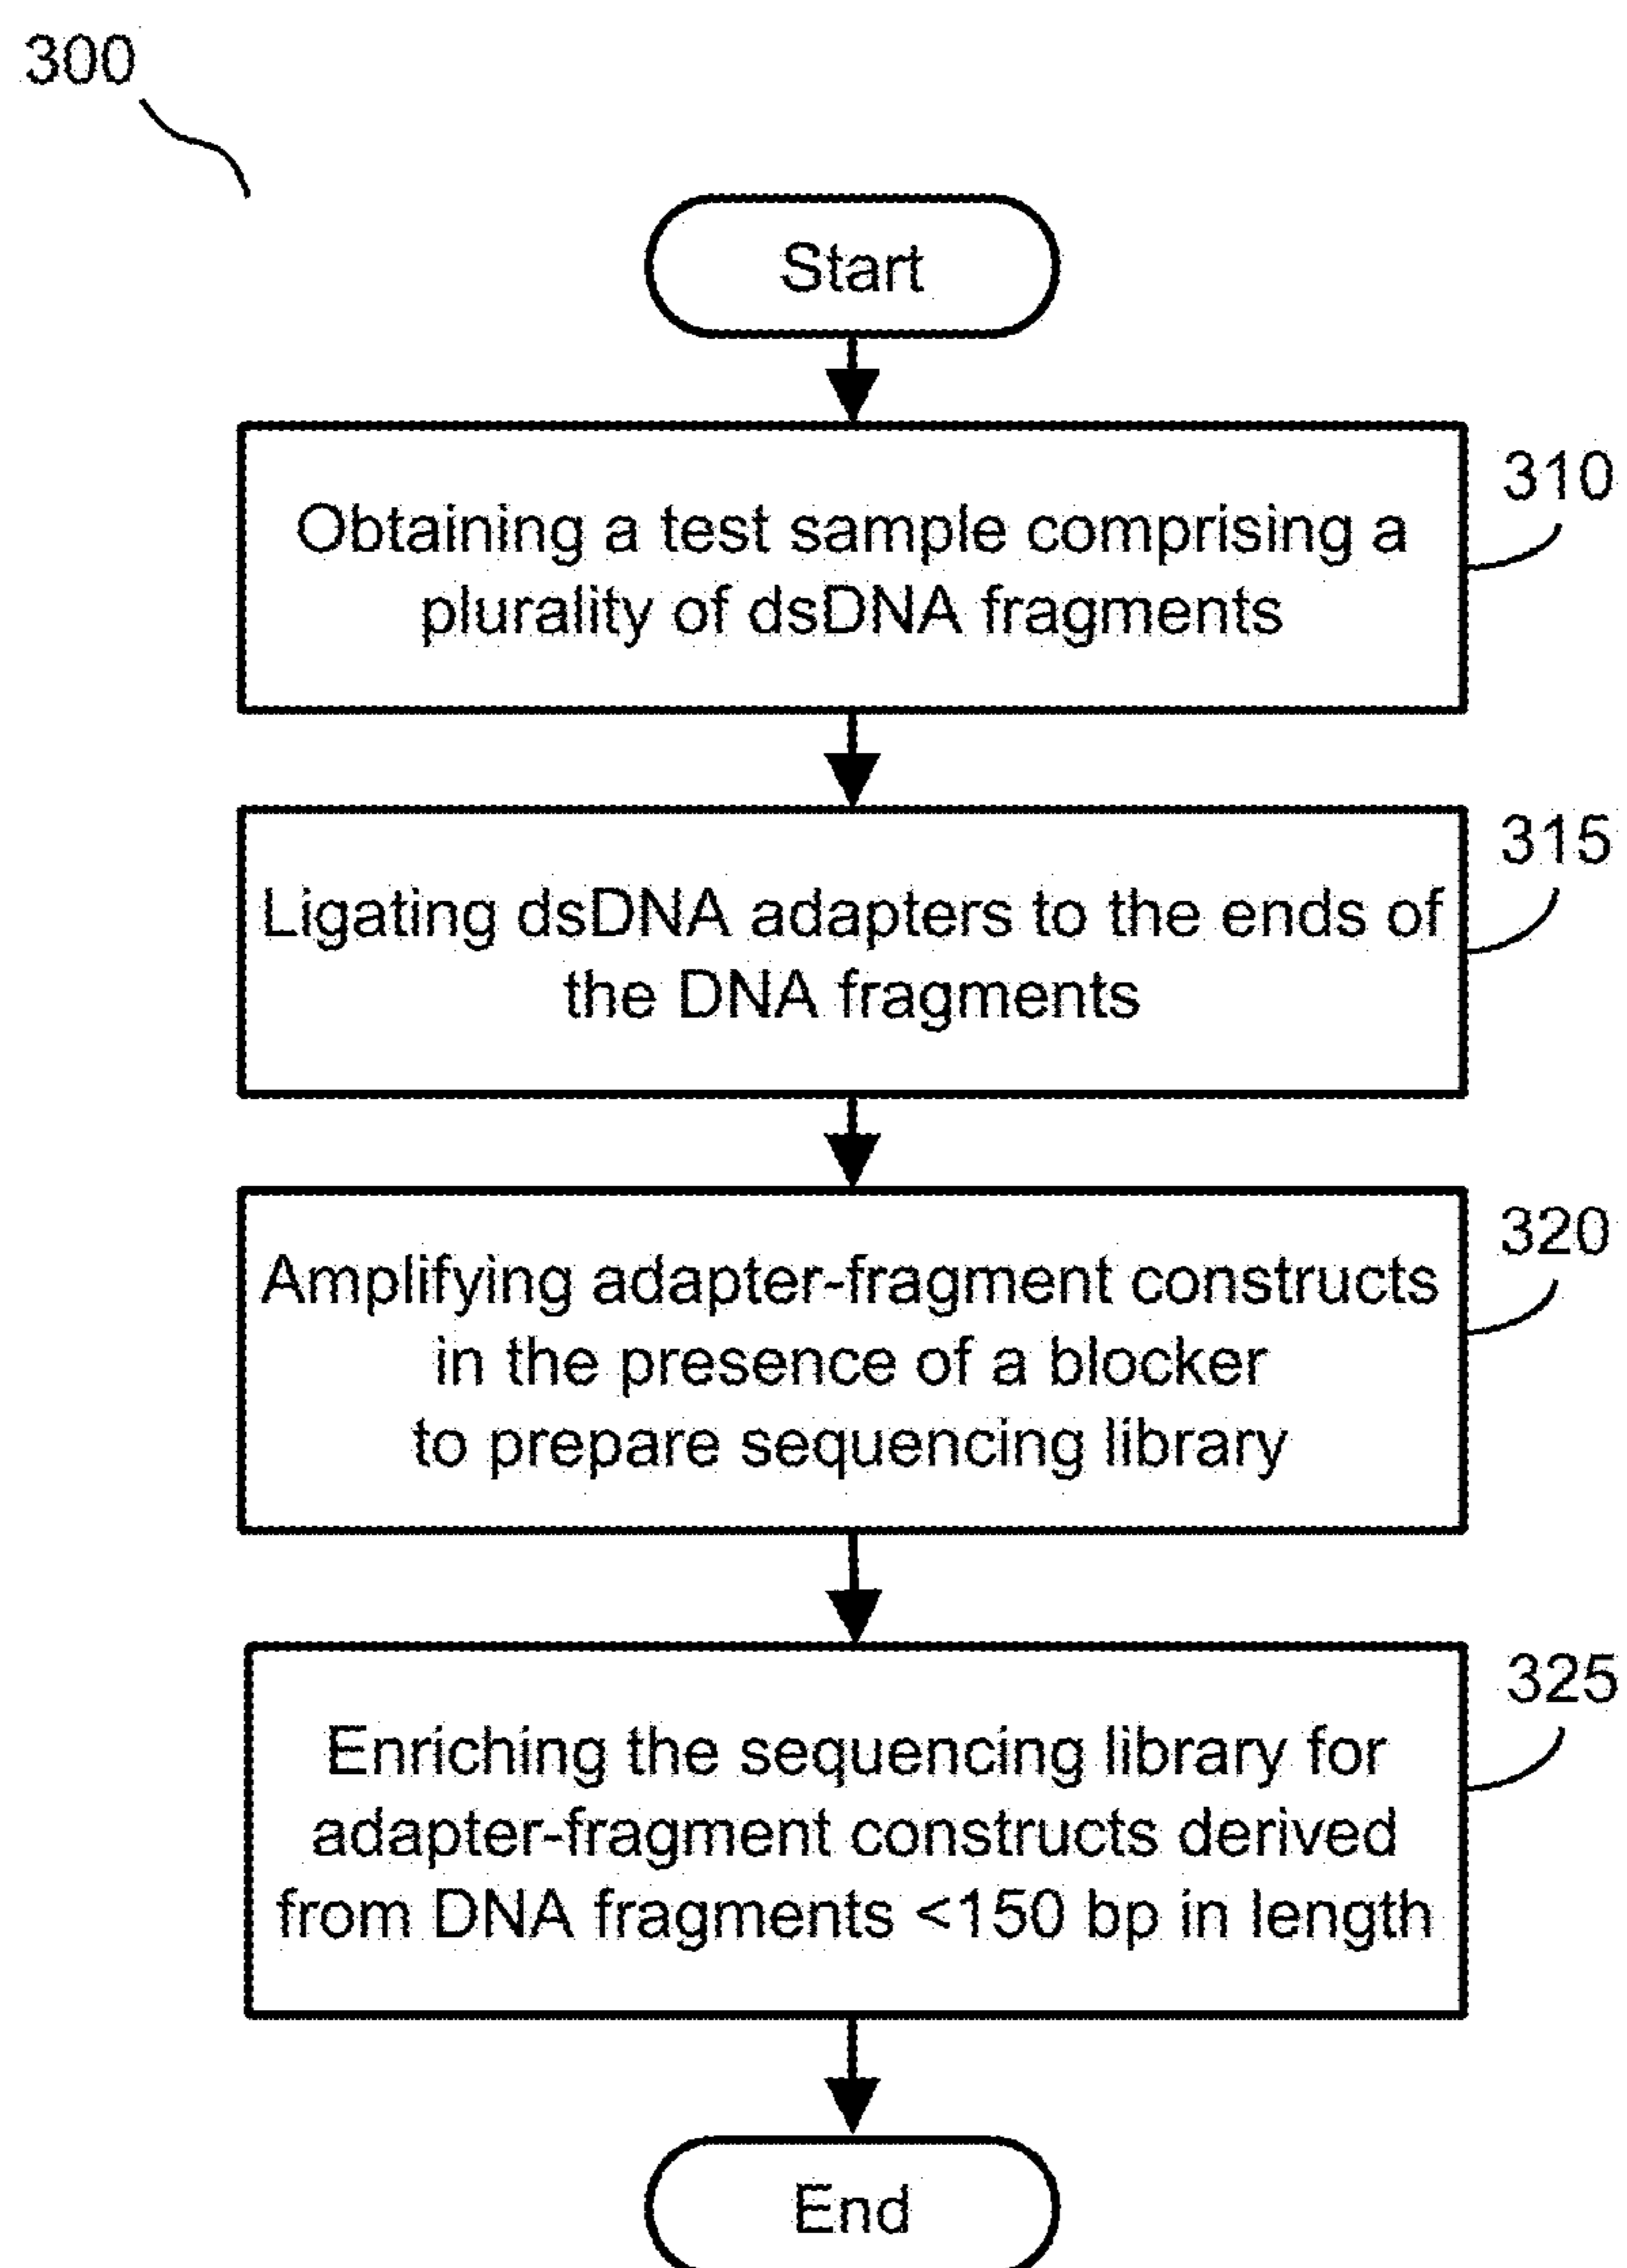 300
Start
310
Obtaining a test sample comprising a
plurality of dsDNA fragments
315
Ligating dsDNA adapters to the ends of
the DNA fragments
320
Amplifying adapter-fragment constructs
in the presence of a blocker
to prepare sequencing library
325
Enriching the sequencing library for
adapter-fragment constructs derived
from DNA fragments <150 bp in length
End